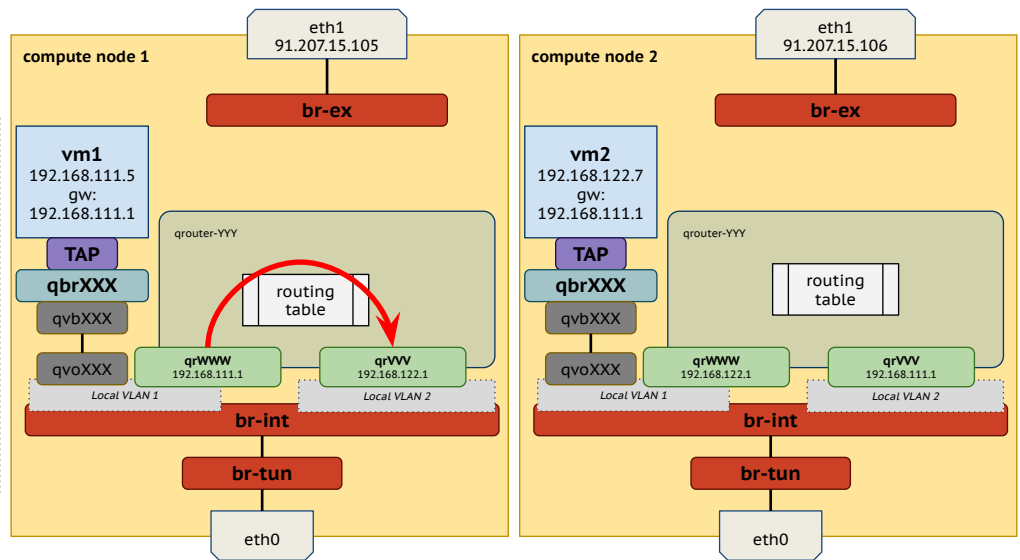 eth1
91.207.15.105
compute node 1
br-ex
vm1
192.168.111.5
gw:
192.168.111.1
TAP
qbrXXX
qvbXXX
qvoXXX
qrouter-YYY
routing
table
qrWWW
192.168.111.1
qrVVV
192.168.122.1
Local VLAN 1
Local VLAN 2
br-int
br-tun
eth0
eth1
91.207.15.106
compute node 2
br-ex
vm2
192.168.122.7
gw:
192.168.111.1
TAP
qbrXXX
qvbXXX
qvoXXX
qrouter-YYY
routing
table
qrWWW
192.168.122.1
qrVVV
192.168.111.1
Local VLAN 1
Local VLAN 2
br-int
br-tun
eth0